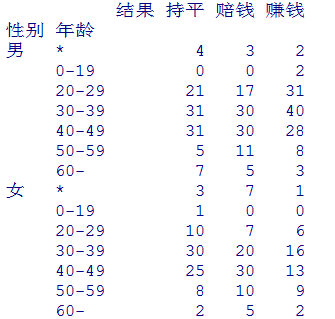 结果 持平 赔钱 赚钱
性别 年龄
男 * 4 3 2
0-19 0 0 2
20-29 21 17 31
30-39 31 30 40
40-49 31 30 28
50-59 5 11 8
60- 7 5 3
女 * 3 7 1
0-19 1 0 0
20-29 10 7 6
30-39 30 20 16
40-49 25 30 13
50-59 8 10 9
60- 2 5 2